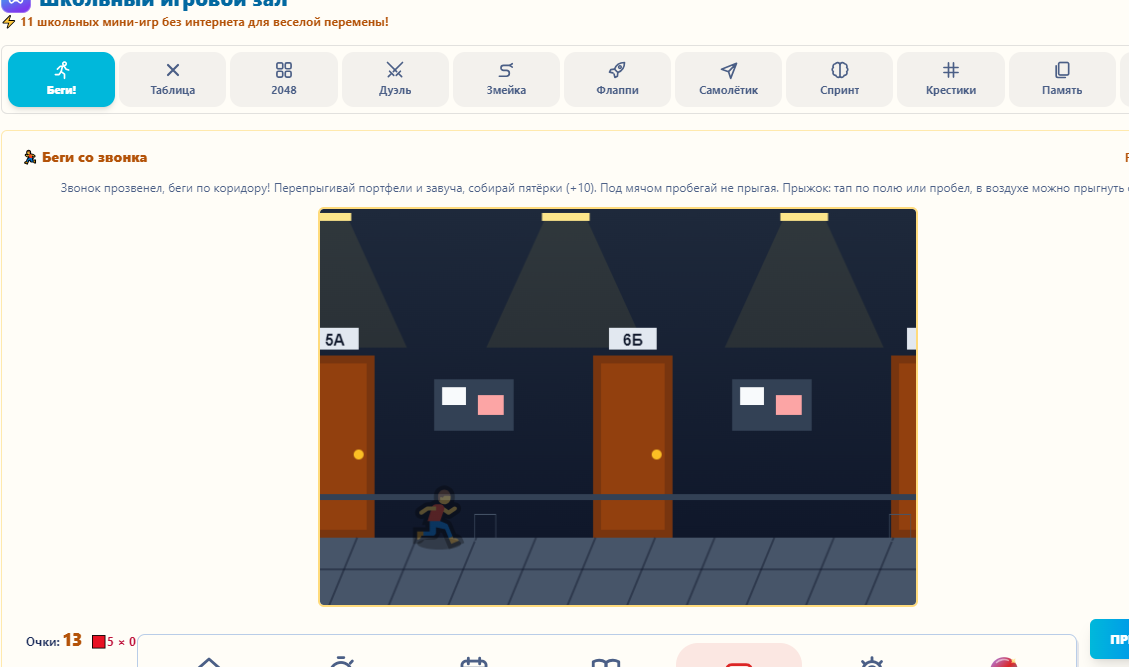 Школьный игровой зал
⚡ 11 школьных мини-игр без интернета для веселой перемены!
Беги!
Таблица
2048
Дуэль
Змейка
Флаппи
Самолётик
Спринт
Крестики
Память
Беги со звонка
Звонок прозвенел, беги по коридору! Перепрыгивай портфели и завуча, собирай пятёрки (+10). Под мячом пробегай не прыгая. Прыжок: тап по полю или пробел, в воздухе можно прыгнуть
5А
6Б
Очки: 13 5 × 0